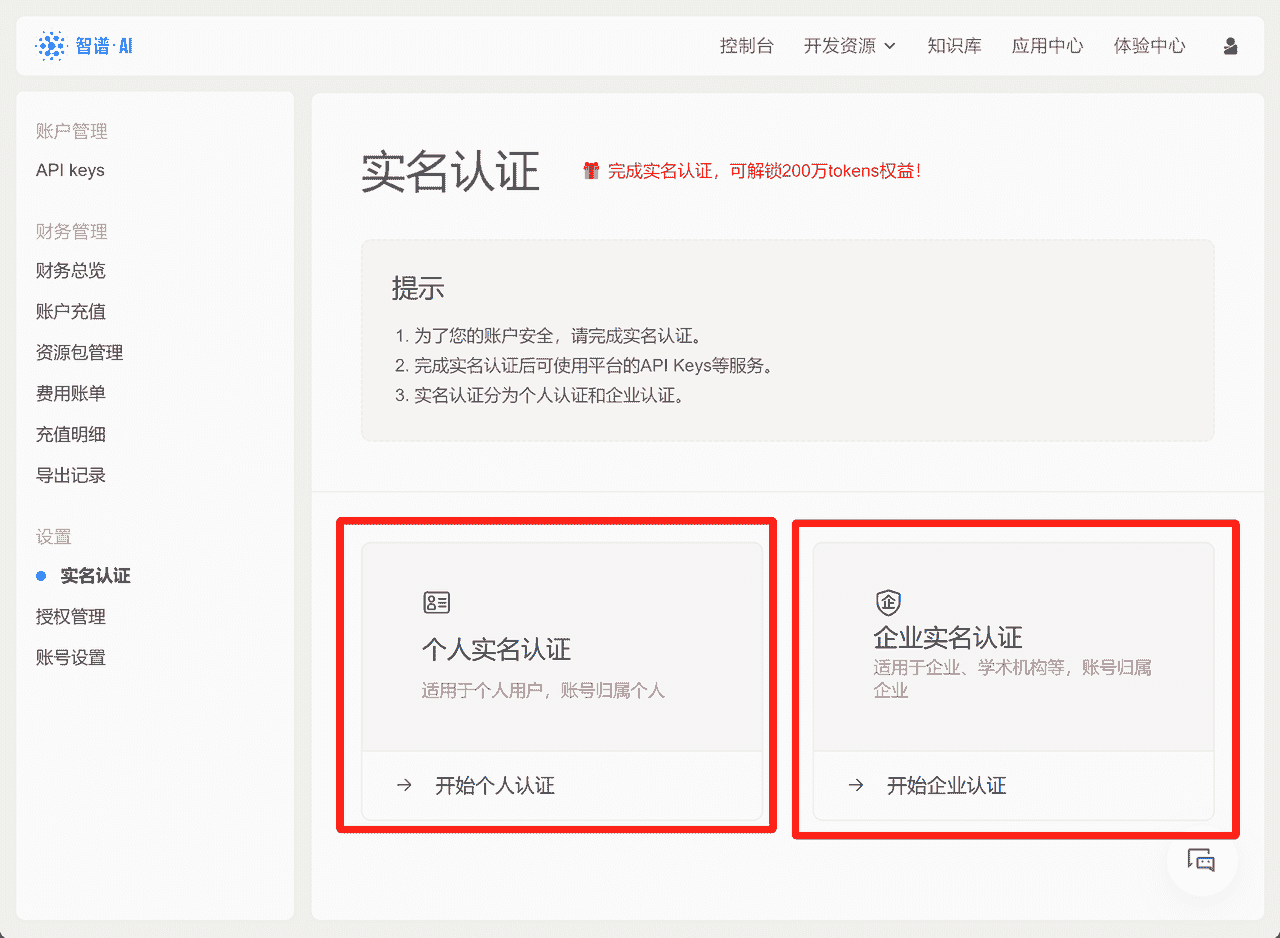 智谱·AI
控制台
开发资源
知识库
应用中心
体验中心
账户管理
API keys
财务管理
财务总览
账户充值
资源包管理
费用账单
充值明细
导出记录
设置
实名认证
授权管理
账号设置
实名认证
完成实名认证，可解锁200万tokens权益！
提示
1. 为了您的账户安全，请完成实名认证。
2. 完成实名认证后可使用平台的API Keys等服务。
3. 实名认证分为个人认证和企业认证。
个人实名认证
适用于个人用户，账号归属个人
→ 开始个人认证
企
企业实名认证
适用于企业、学术机构等，账号归属
企业
→ 开始企业认证